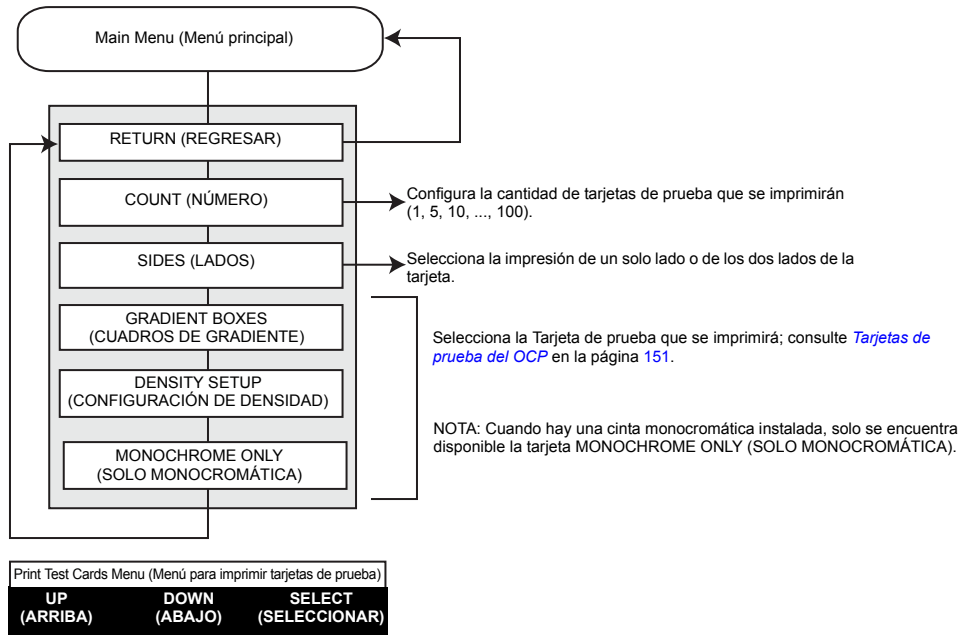 Main Menu (Menú principal)
RETURN (REGRESAR)
COUNT (NÚMERO)
Configura la cantidad de tarjetas de prueba que se imprimirán
(1, 5, 10, ..., 100).
SIDES (LADOS)
Selecciona la impresión de un solo lado o de los dos lados de la
tarjeta.
GRADIENT BOXES
(CUADROS DE GRADIENTE)
DENSITY SETUP
(CONFIGURACIÓN DE DENSIDAD)
MONOCHROME ONLY
(SOLO MONOCROMÁTICA)
Selecciona la Tarjeta de prueba que se imprimirá; consulte Tarjetas de
prueba del OCP en la página 151.
NOTA: Cuando hay una cinta monocromática instalada, solo se encuentra
disponible la tarjeta MONOCHROME ONLY (SOLO MONOCROMÁTICA).
Print Test Cards Menu (Menú para imprimir tarjetas de prueba)
UP DOWN SELECT
(ARRIBA) (ABAJO) (SELECCIONAR)